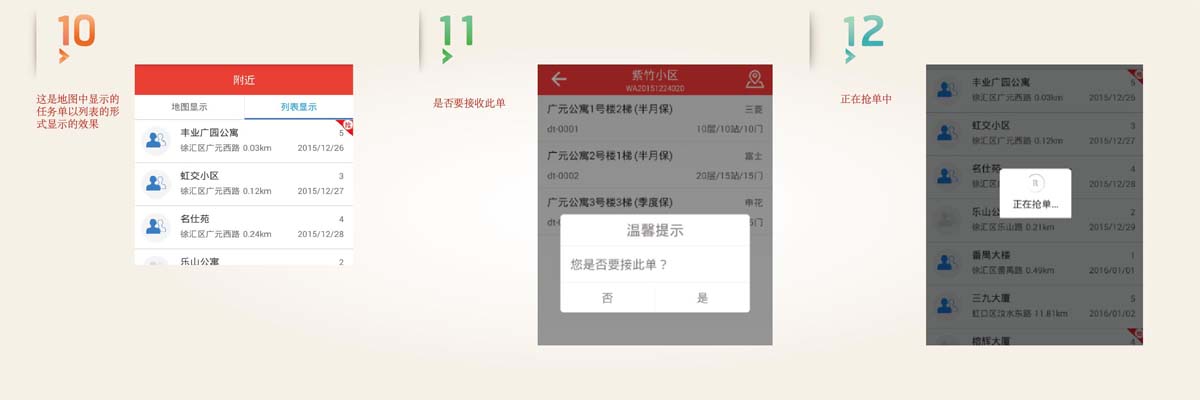 10
这是地图中显示的
任务单以列表的形
式显示的效果
附近
地图显示
列表显示
丰业广园公寓
5
徐汇区广元西路 0.03km
2015/12/26
虹交小区
3
徐汇区广元西路 0.12km
2015/12/27
名仕苑
4
徐汇区广元西路 0.24km
2015/12/28
乐山公寓
2
11
是否要接收此单
紫竹小区
WA20151224020
广元公寓1号楼2梯 (半月保)
三菱
dt-0001
10层/10站/10门
广元公寓2号楼1梯 (半月保)
富士
dt-0002
20层/15站/15门
广元公寓3号楼3梯 (季度保)
申花
温馨提示
您是否要接此单？
否
是
12
正在抢单中
丰业广园公寓
5
徐汇区广元西路 0.03km
2015/12/26
虹交小区
3
徐汇区广元西路 0.12km
2015/12/27
名仕苑
4
2015/12/28
正在抢单...
乐山公
2
徐汇区乐山路 0.21km
2015/12/29
番禺大楼
1
徐汇区番禺路 0.49km
2016/01/01
三九大厦
5
虹口区汶水东路 11.81km
2016/01/02
榕辉大厦
4